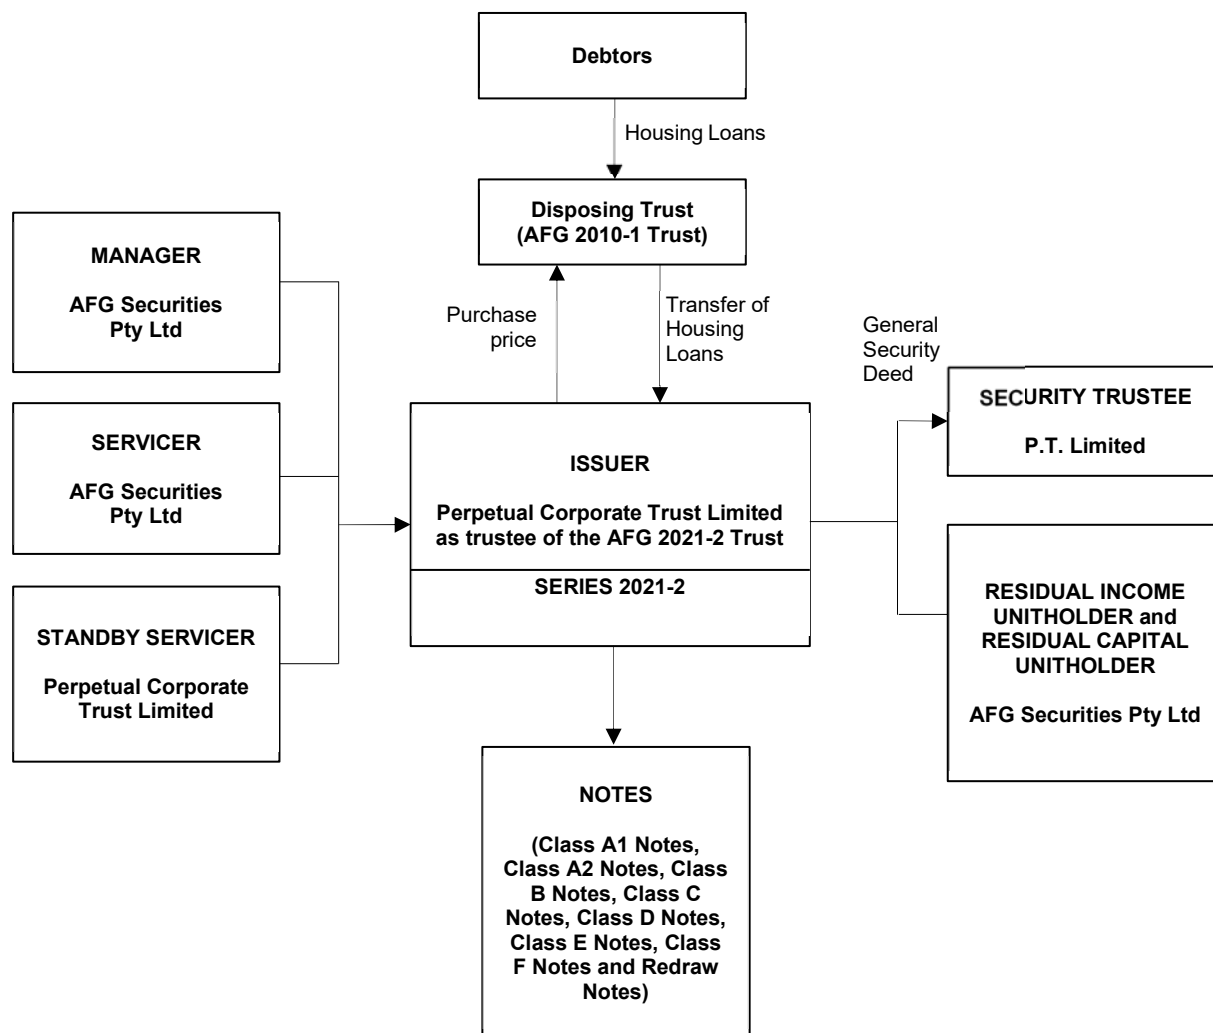 Debtors
Housing Loans
Disposing Trust
(AFG 2010-1 Trust)
MANAGER
AFG Securities
Pty Ltd
Purchase
price
Transfer of
Housing
Loans
General
Security
Deed
SECURITY TRUSTEE
P.T. Limited
SERVICER
AFG Securities
Pty Ltd
ISSUER
Perpetual Corporate Trust Limited
as trustee of the AFG 2021-2 Trust
SERIES 2021-2
STANDBY SERVICER
Perpetual Corporate
Trust Limited
RESIDUAL INCOME
UNITHOLDER and
RESIDUAL CAPITAL
UNITHOLDER
AFG Securities Pty Ltd
NOTES
(Class A1 Notes,
Class A2 Notes, Class
B Notes, Class C
Notes, Class D Notes,
Class E Notes, Class
F Notes and Redraw
Notes)